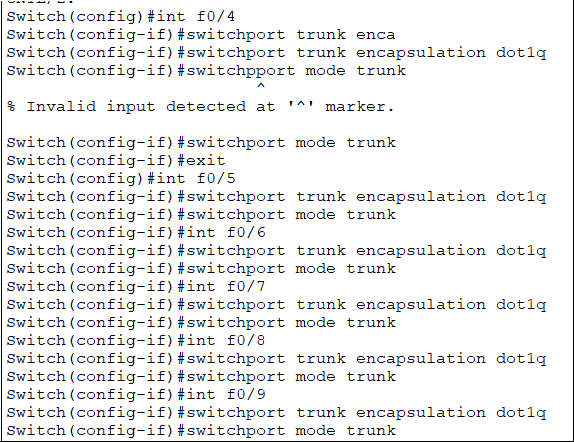 Switch(config)#int f0/4
Switch(config-if)#switchport trunk enca
Switch(config-if)#switchport trunk encapsulation dot1q
Switch(config-if)#switchpport mode trunk
^
% Invalid input detected at '^' marker.
Switch(config-if)#switchport mode trunk
Switch(config-if)#exit
Switch(config)#int f0/5
Switch(config-if)#switchport trunk encapsulation dot1q
Switch(config-if)#switchport mode trunk
Switch(config-if)#int f0/6
Switch(config-if)#switchport trunk encapsulation dot1q
Switch(config-if)#switchport mode trunk
Switch(config-if)#int f0/7
Switch(config-if)#switchport trunk encapsulation dot1q
Switch(config-if)#switchport mode trunk
Switch(config-if)#int f0/8
Switch(config-if)#switchport trunk encapsulation dot1q
Switch(config-if)#switchport mode trunk
Switch(config-if)#int f0/9
Switch(config-if)#switchport trunk encapsulation dot1q
Switch(config-if)#switchport mode trunk